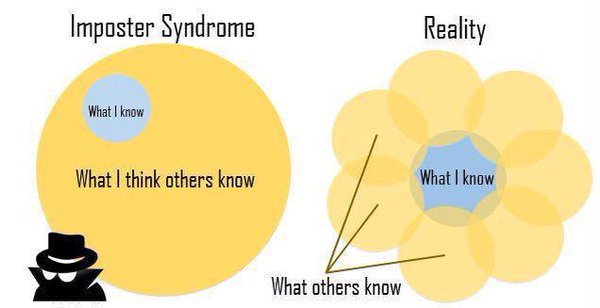 Imposter Syndrome
What I know
What I think others know
Reality
What I know
What others know